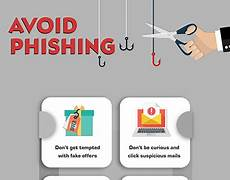 AVOID
PHISHING
Don't get tempted
with fake offers
Don't be curious and
click suspicious mails